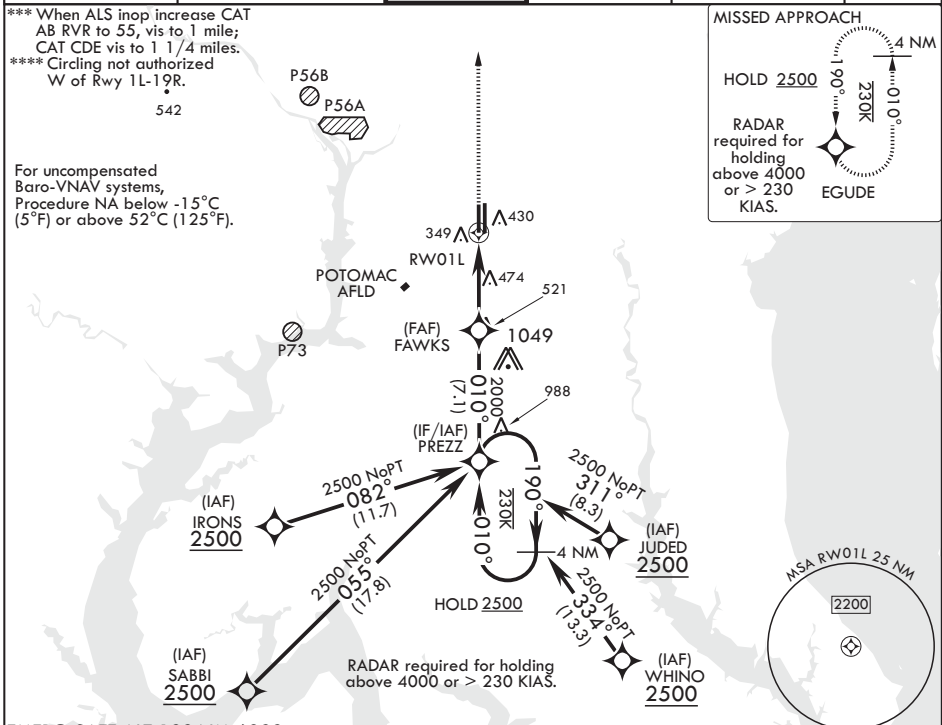 *** When ALS inop increase CAT
AB RVR to 55, vis to 1 mile;
CAT CDE vis to 1 1/4 miles.
**** Circling not authorized
W of Rwy 1L-19R.
542
For uncompensated
Baro-VNAV systems,
Procedure NA below -15°C
(5°F) or above 52°C (125°F).
P56B
P56A
MISSED APPROACH
4 NM
HOLD 2500
190°
230K
010°
RADAR
required for
holding
above 4000
or > 230
KIAS.
EGUDE
430
349
RW01L
474
POTOMAC
AFLD
521
(FAF)
FAWKS
1049
P73
010°
(7.1)
2000
988
(IF/IAF)
PREZZ
2500 NoPT
082°
(11.7)
(IAF)
IRONS
2500
190°
230K
010°
4 NM
HOLD 2500
2500 NoPT
311°
(8.3)
(IAF)
JUDED
2500
2500 NoPT
055°
(17.8)
(IAF)
SABBI
2500
2500 NoPT
334°
(13.3)
(IAF)
WHINO
2500
RADAR required for holding
above 4000 or > 230 KIAS.
MSA RW01L 25 NM
2200